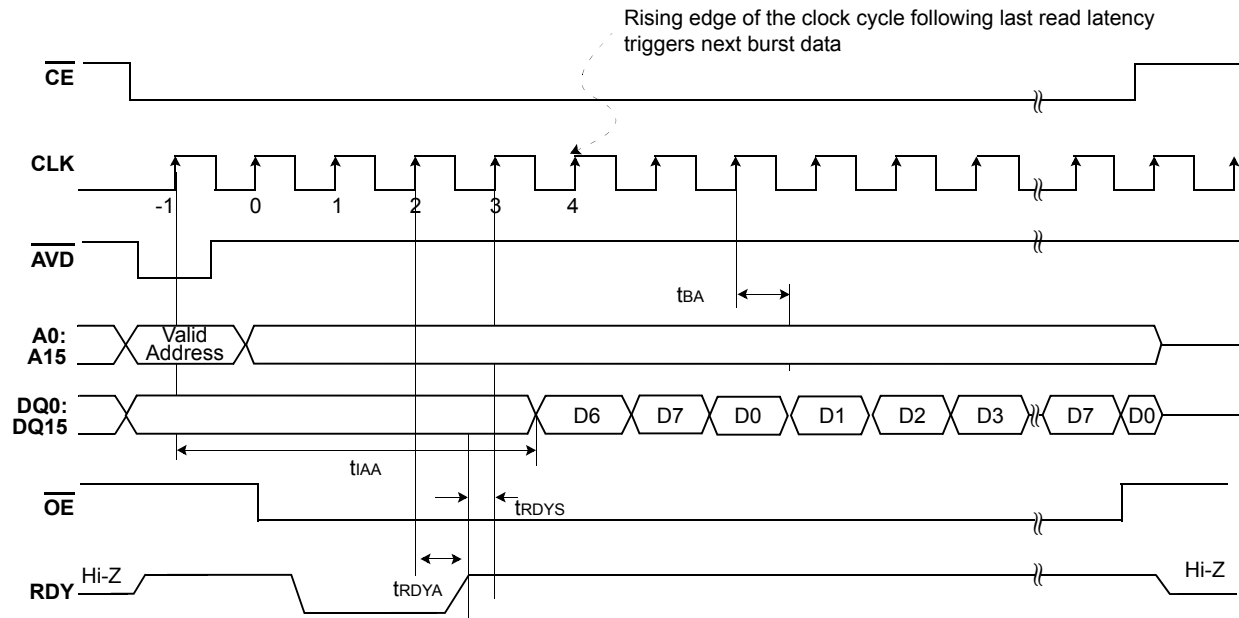 Rising edge of the clock cycle following last read latency
triggers next burst data
CE
CLK
-1 0 1 2 3 4
AVD
tBA
A0:
A15
Valid
Address
DQ0:
DQ15
D6 D7 D0 D1 D2 D3 D7 D0
tIAA
OE
tRDYS
Hi-Z
RDY
tRDYA
Hi-Z